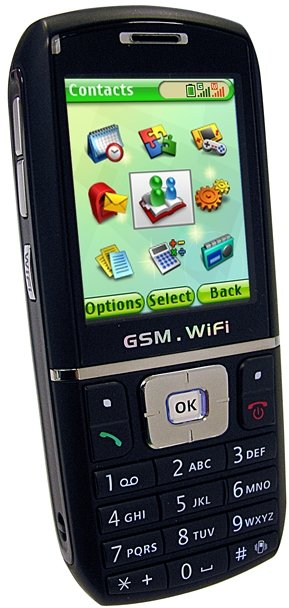 Contacts
G M
Options Select Back
GSM . WiFi
OK
1
2 ABC
3 DEF
4 GHI
5 JKL
6 MNO
7 PQRS
8 TUV
9 WXYZ
* +
0
#